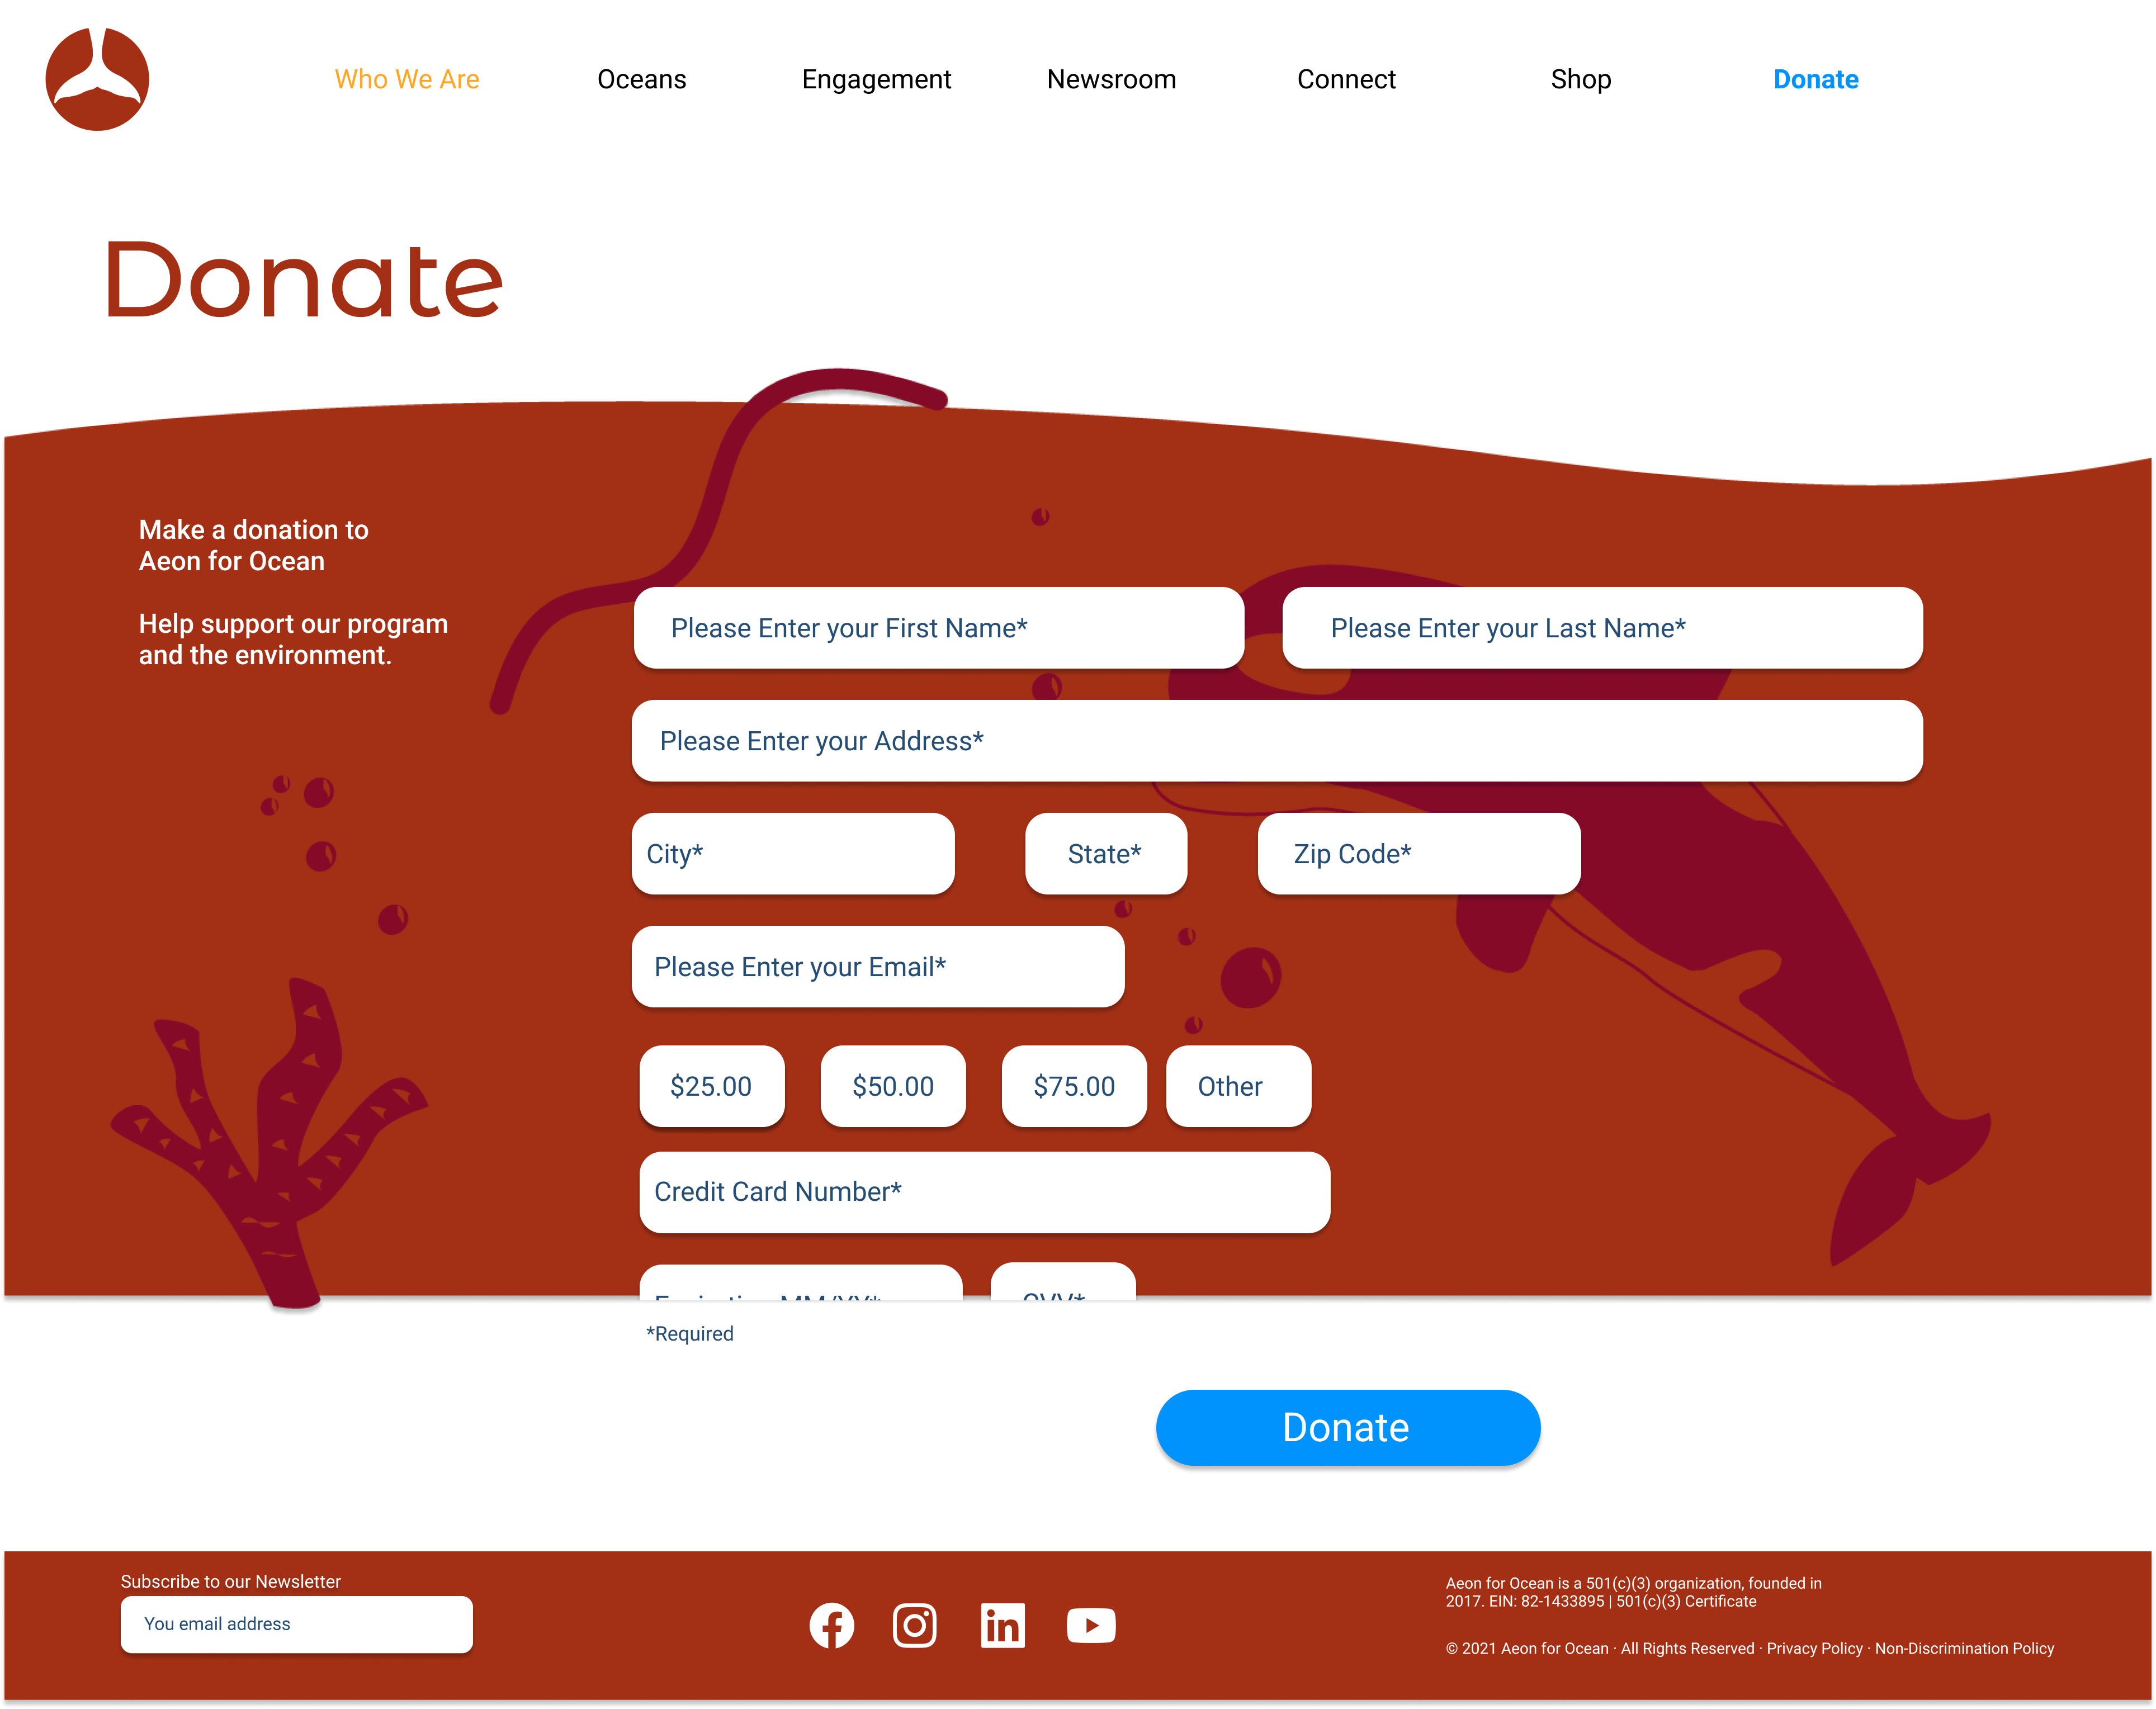 Who We Are
Oceans
Engagement
Newsroom
Connect
Shop
Donate
Donate
Make a donation to
Aeon for Ocean
Help support our program
and the environment.
Please Enter your First Name*
Please Enter your Last Name*
Please Enter your Address*
City*
State*
Zip Code*
Please Enter your Email*
$25.00
$50.00
$75.00
Other
Credit Card Number*
Expiration MM/YY*
CVV*
*Required
Donate
Subscribe to our Newsletter
You email address
Aeon for Ocean is a 501(c)(3) organization, founded in
2017. EIN: 82-1433895 | 501(c)(3) Certificate
© 2021 Aeon for Ocean · All Rights Reserved · Privacy Policy · Non-Discrimination Policy